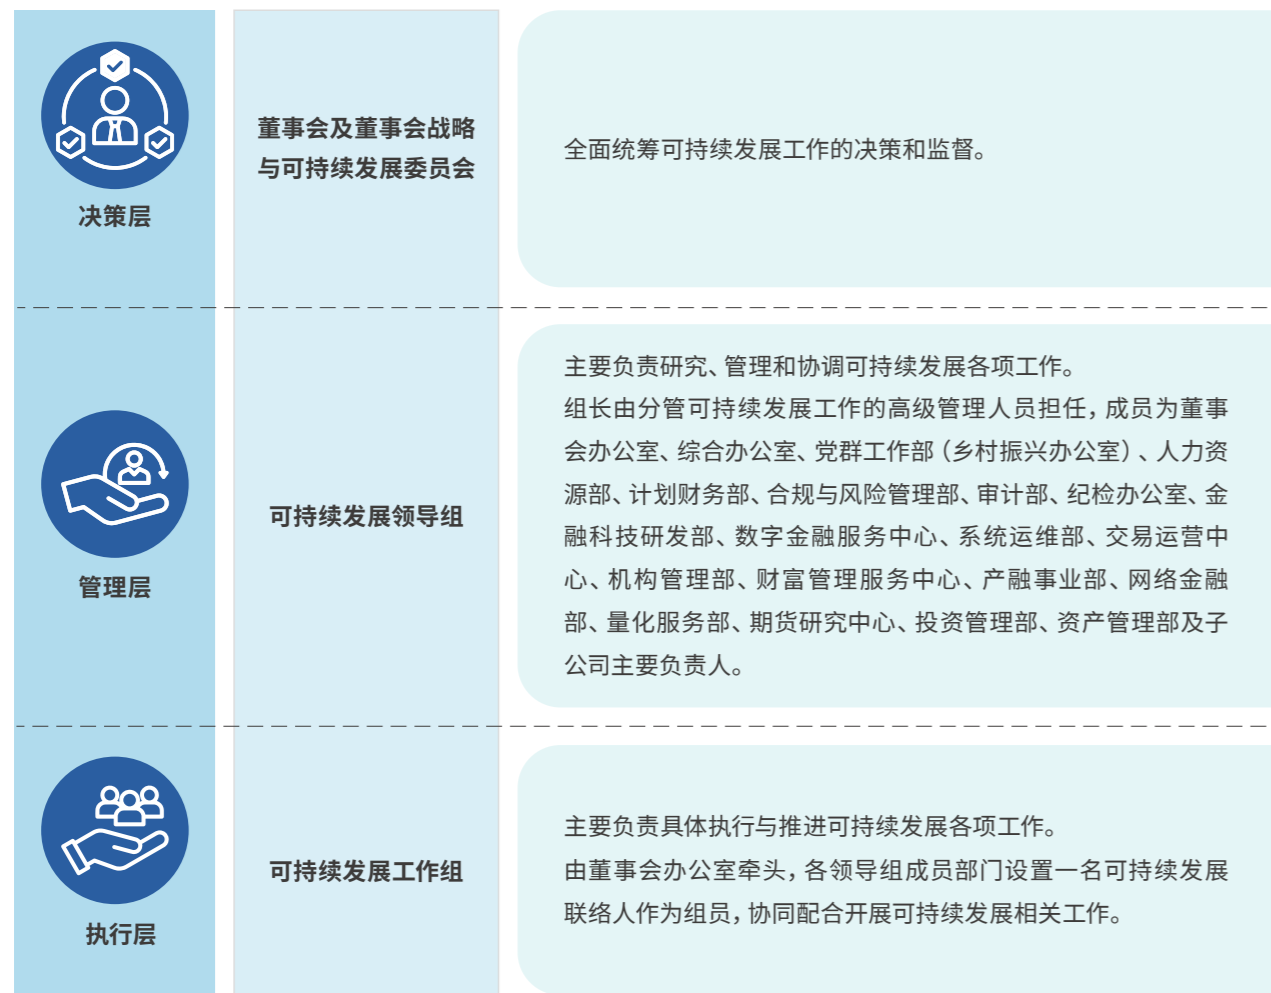 决策层
董事会及董事会战略
与可持续发展委员会
全面统筹可持续发展工作的决策和监督。
管理层
可持续发展领导组
主要负责研究、管理和协调可持续发展各项工作。
组长由分管可持续发展工作的高级管理人员担任，成员为董事
会办公室、综合办公室、党群工作部（乡村振兴办公室）、人力资
源部、计划财务部、合规与风险管理部、审计部、纪检办公室、金
融科技研发部、数字金融服务中心、系统运维部、交易运营中
心、机构管理部、财富管理服务中心、产融事业部、网络金融
部、量化服务部、期货研究中心、投资管理部、资产管理部及子
公司主要负责人。
执行层
可持续发展工作组
主要负责具体执行与推进可持续发展各项工作。
由董事会办公室牵头，各领导组成员部门设置一名可持续发展
联络人作为组员，协同配合开展可持续发展相关工作。